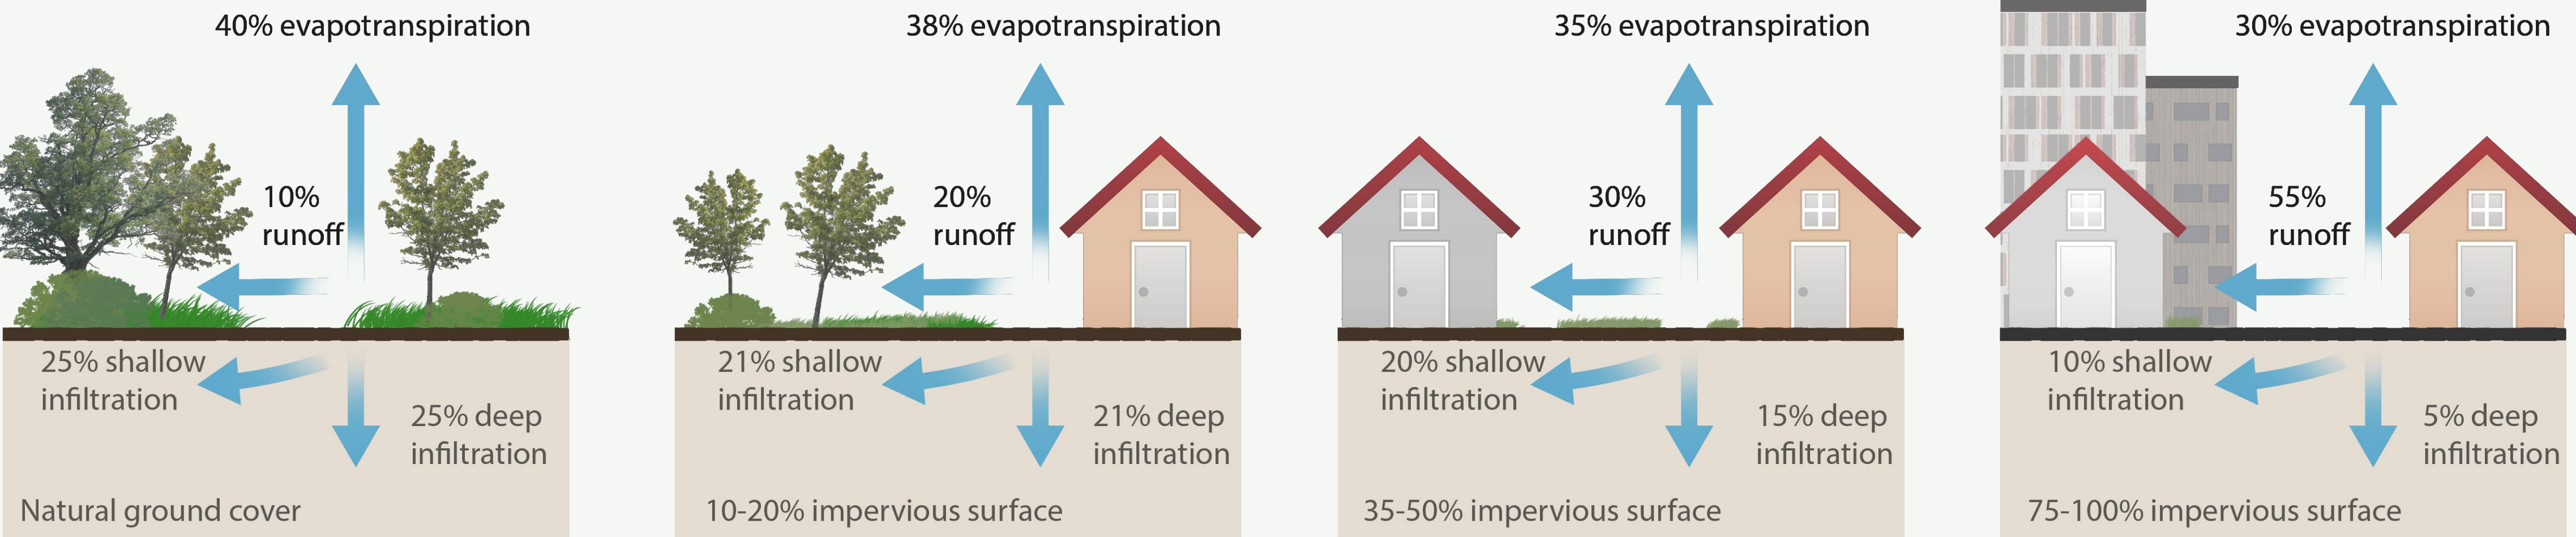 40% evapotranspiration
10%
runoff
25% shallow
infiltration
25% deep
infiltration
Natural ground cover
38% evapotranspiration
20%
runoff
21% shallow
infiltration
21% deep
infiltration
10-20% impervious surface
35% evapotranspiration
30%
runoff
20% shallow
infiltration
15% deep
infiltration
35-50% impervious surface
30% evapotranspiration
55%
runoff
10% shallow
infiltration
5% deep
infiltration
75-100% impervious surface